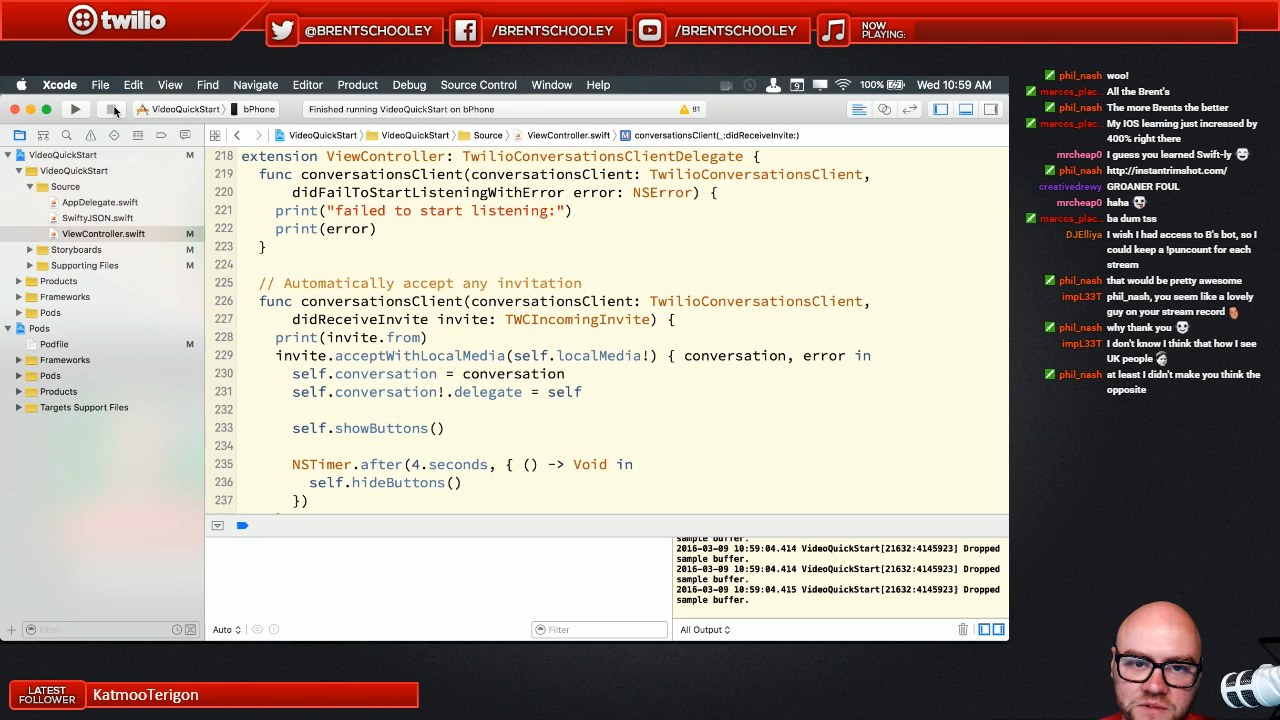 twilio
@BRENTSCHOOLEY
/BRENTSCHOOLEY
/BRENTSCHOOLEY
NOW
PLAYING:
Xcode File Edit View Find Navigate Editor Product Debug Source Control Window Help
9
100%
Wed 10:59 AM
VideoQuickStart
bPhone
Finished running VideoQuickStart on bPhone
81
VideoQuickStart
VideoQuickStart
Source
ViewController.swift
M conversationsClient(_:didReceiveInvite:)
VideoQuickStart M
VideoQuickStart
Source
AppDelegate.swift
SwiftyJSON.swift
ViewController.swift M
Storyboards M
Supporting Files M
Products
Frameworks
Pods
Pods
Podfile M
Frameworks
Pods
Products
Targets Support Files
Filter
218 extension ViewController: TwilioConversationsClientDelegate {
219 func conversationsClient(conversationsClient: TwilioConversationsClient,
220 didFailToStartListeningWithError error: NSError) {
221 print("failed to start listening:")
222 print(error)
223 }
224
225 // Automatically accept any invitation
226 func conversationsClient(conversationsClient: TwilioConversationsClient,
227 didReceiveInvite invite: TWCIncomingInvite) {
228 print(invite.from)
229 invite.acceptWithLocalMedia(self.localMedia!) { conversation, error in
230 self.conversation = conversation
231 self.conversation!.delegate = self
232
233 self.showButtons()
234
235 NSTimer.after(4.seconds, { () -> Void in
236 self.hideButtons()
237 })
Auto
Filter
sample buffer.
2016-03-09 10:59:04.414 VideoQuickStart[21632:4145923] Dropped
sample buffer.
2016-03-09 10:59:04.414 VideoQuickStart[21632:4145923] Dropped
sample buffer.
2016-03-09 10:59:04.415 VideoQuickStart[21632:4145923] Dropped
sample buffer.
All Output
phil_nash woo!
marcos_plac... All the Brent's
phil_nash The more Brents the better
marcos_plac... My IOS learning just increased by
400% right there
mrcheap0 I guess you learned Swift-ly
phil_nash http://instantrimshot.com/
creativedrewy GROANER FOUL
mrcheap0 haha
marcos_plac... ba dum tss
DJElliya I wish I had access to B's bot, so I
could keep a !puncount for each
stream
phil_nash that would be pretty awesome
impL33T phil_nash, you seem like a lovely
guy on your stream record
phil_nash why thank you
impL33T I don't know I think that how I see
UK people
phil_nash at least I didn't make you think the
opposite
LATEST
FOLLOWER
KatmooTerigon